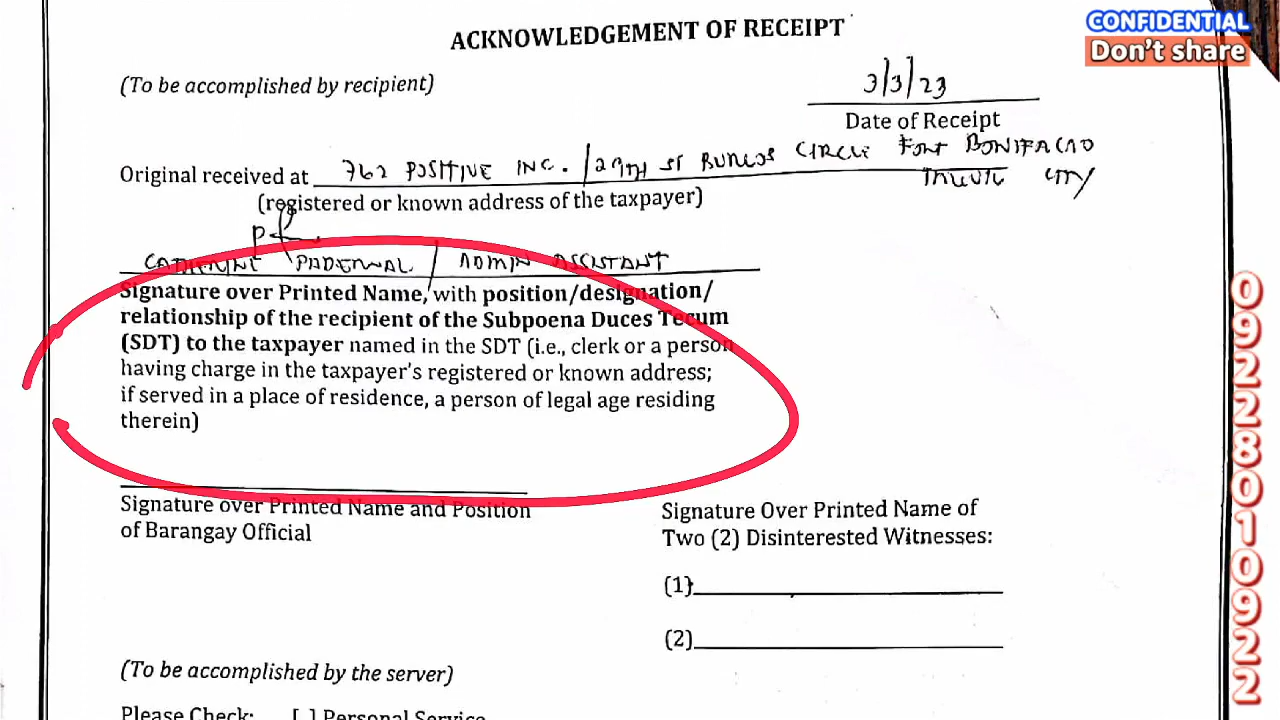 CONFIDENTIAL
Don't share
ACKNOWLEDGEMENT OF RECEIPT
(To be accomplished by recipient)
3/3/23
Date of Receipt
Original received at 762 POSITIVE INC. / 29TH ST BURGOS CIRCLE FORT BONIFACIO
CITY
(registered or known address of the taxpayer)
CATHERINE PADERNAL / ADMIN ASSISTANT
Signature over Printed Name, with position/designation/
relationship of the recipient of the Subpoena Duces Tecum
(SDT) to the taxpayer named in the SDT (i.e., clerk or a person
having charge in the taxpayer's registered or known address;
if served in a place of residence, a person of legal age residing
therein)
Signature over Printed Name and Position
of Barangay Official
Signature Over Printed Name of
Two (2) Disinterested Witnesses:
(1)
(2)
(To be accomplished by the server)
Please Check: [ ] Personal Service
09228010922